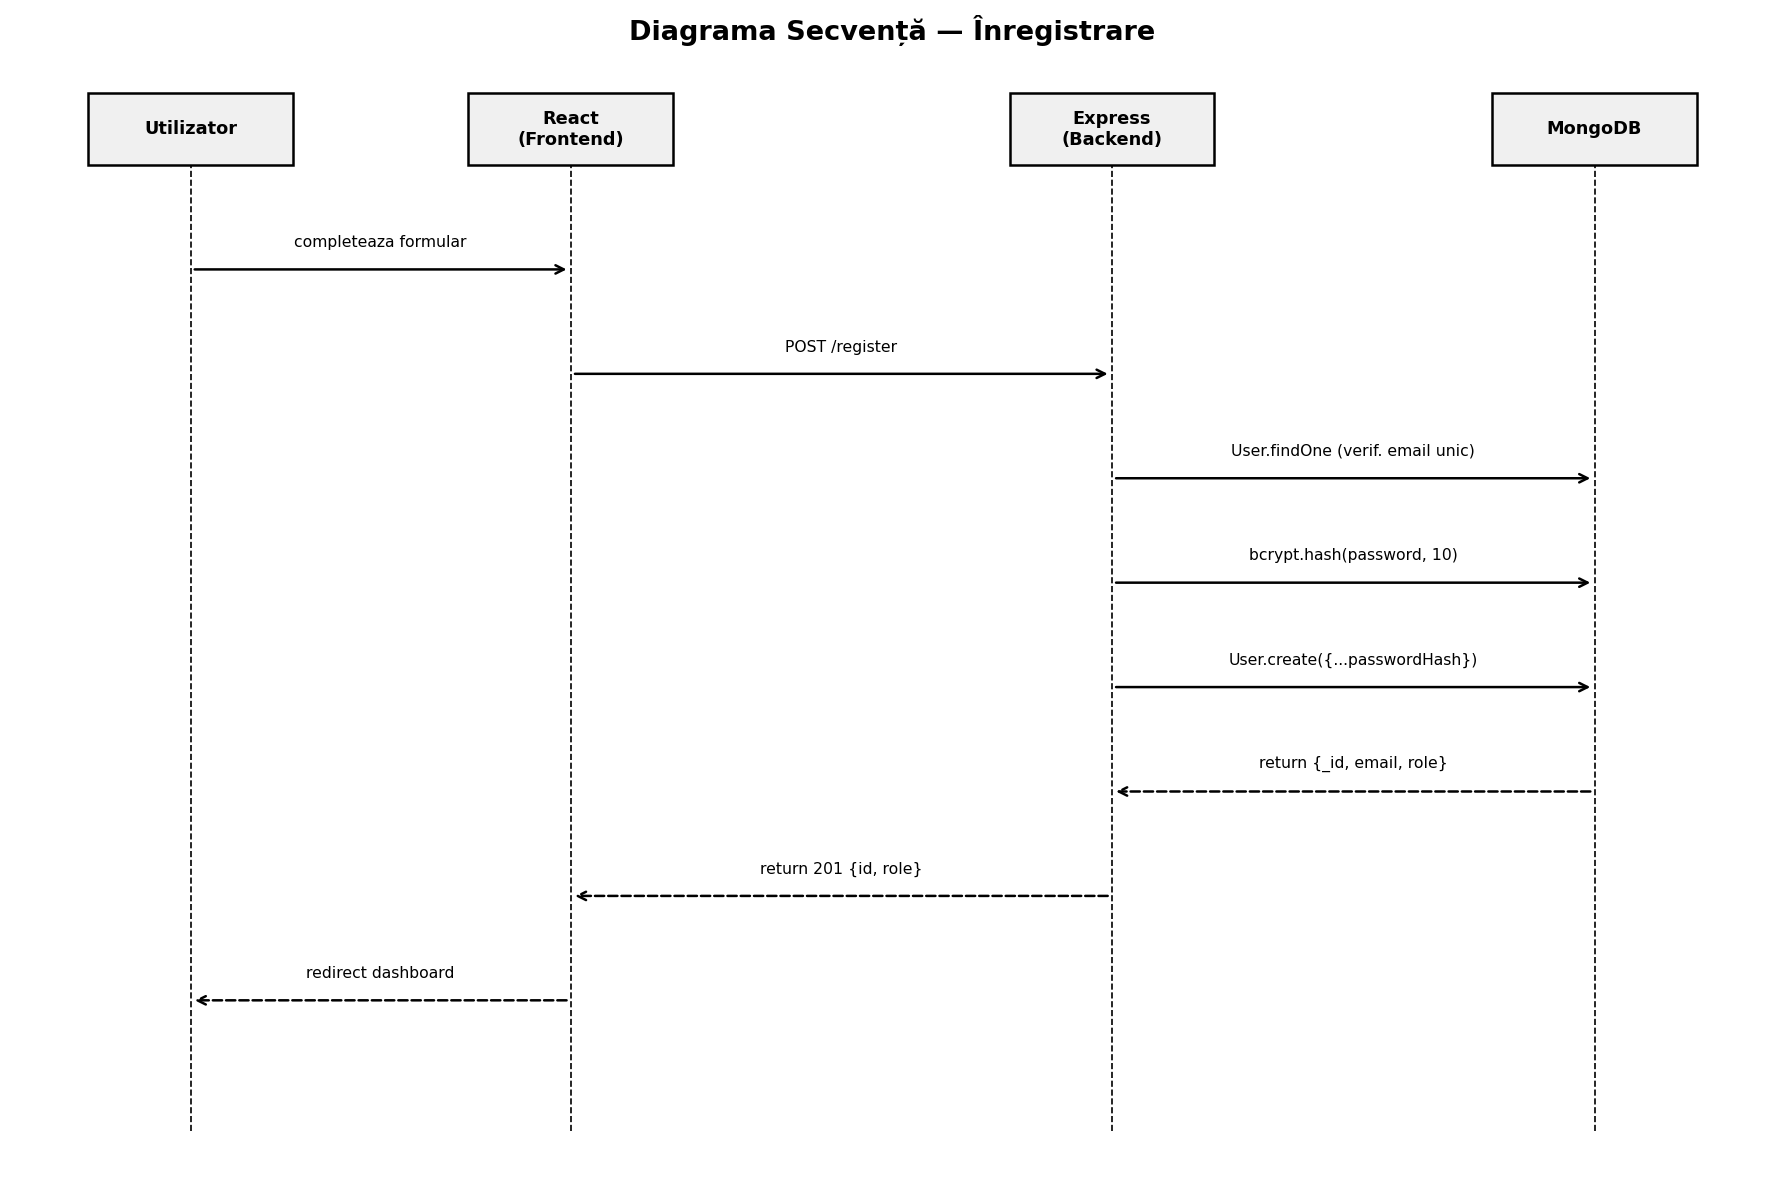 Diagrama Secvență — Înregistrare
Utilizator
React
(Frontend)
Express
(Backend)
MongoDB
completeaza formular
POST /register
User.findOne (verif. email unic)
bcrypt.hash(password, 10)
User.create({...passwordHash})
return {_id, email, role}
return 201 {id, role}
redirect dashboard